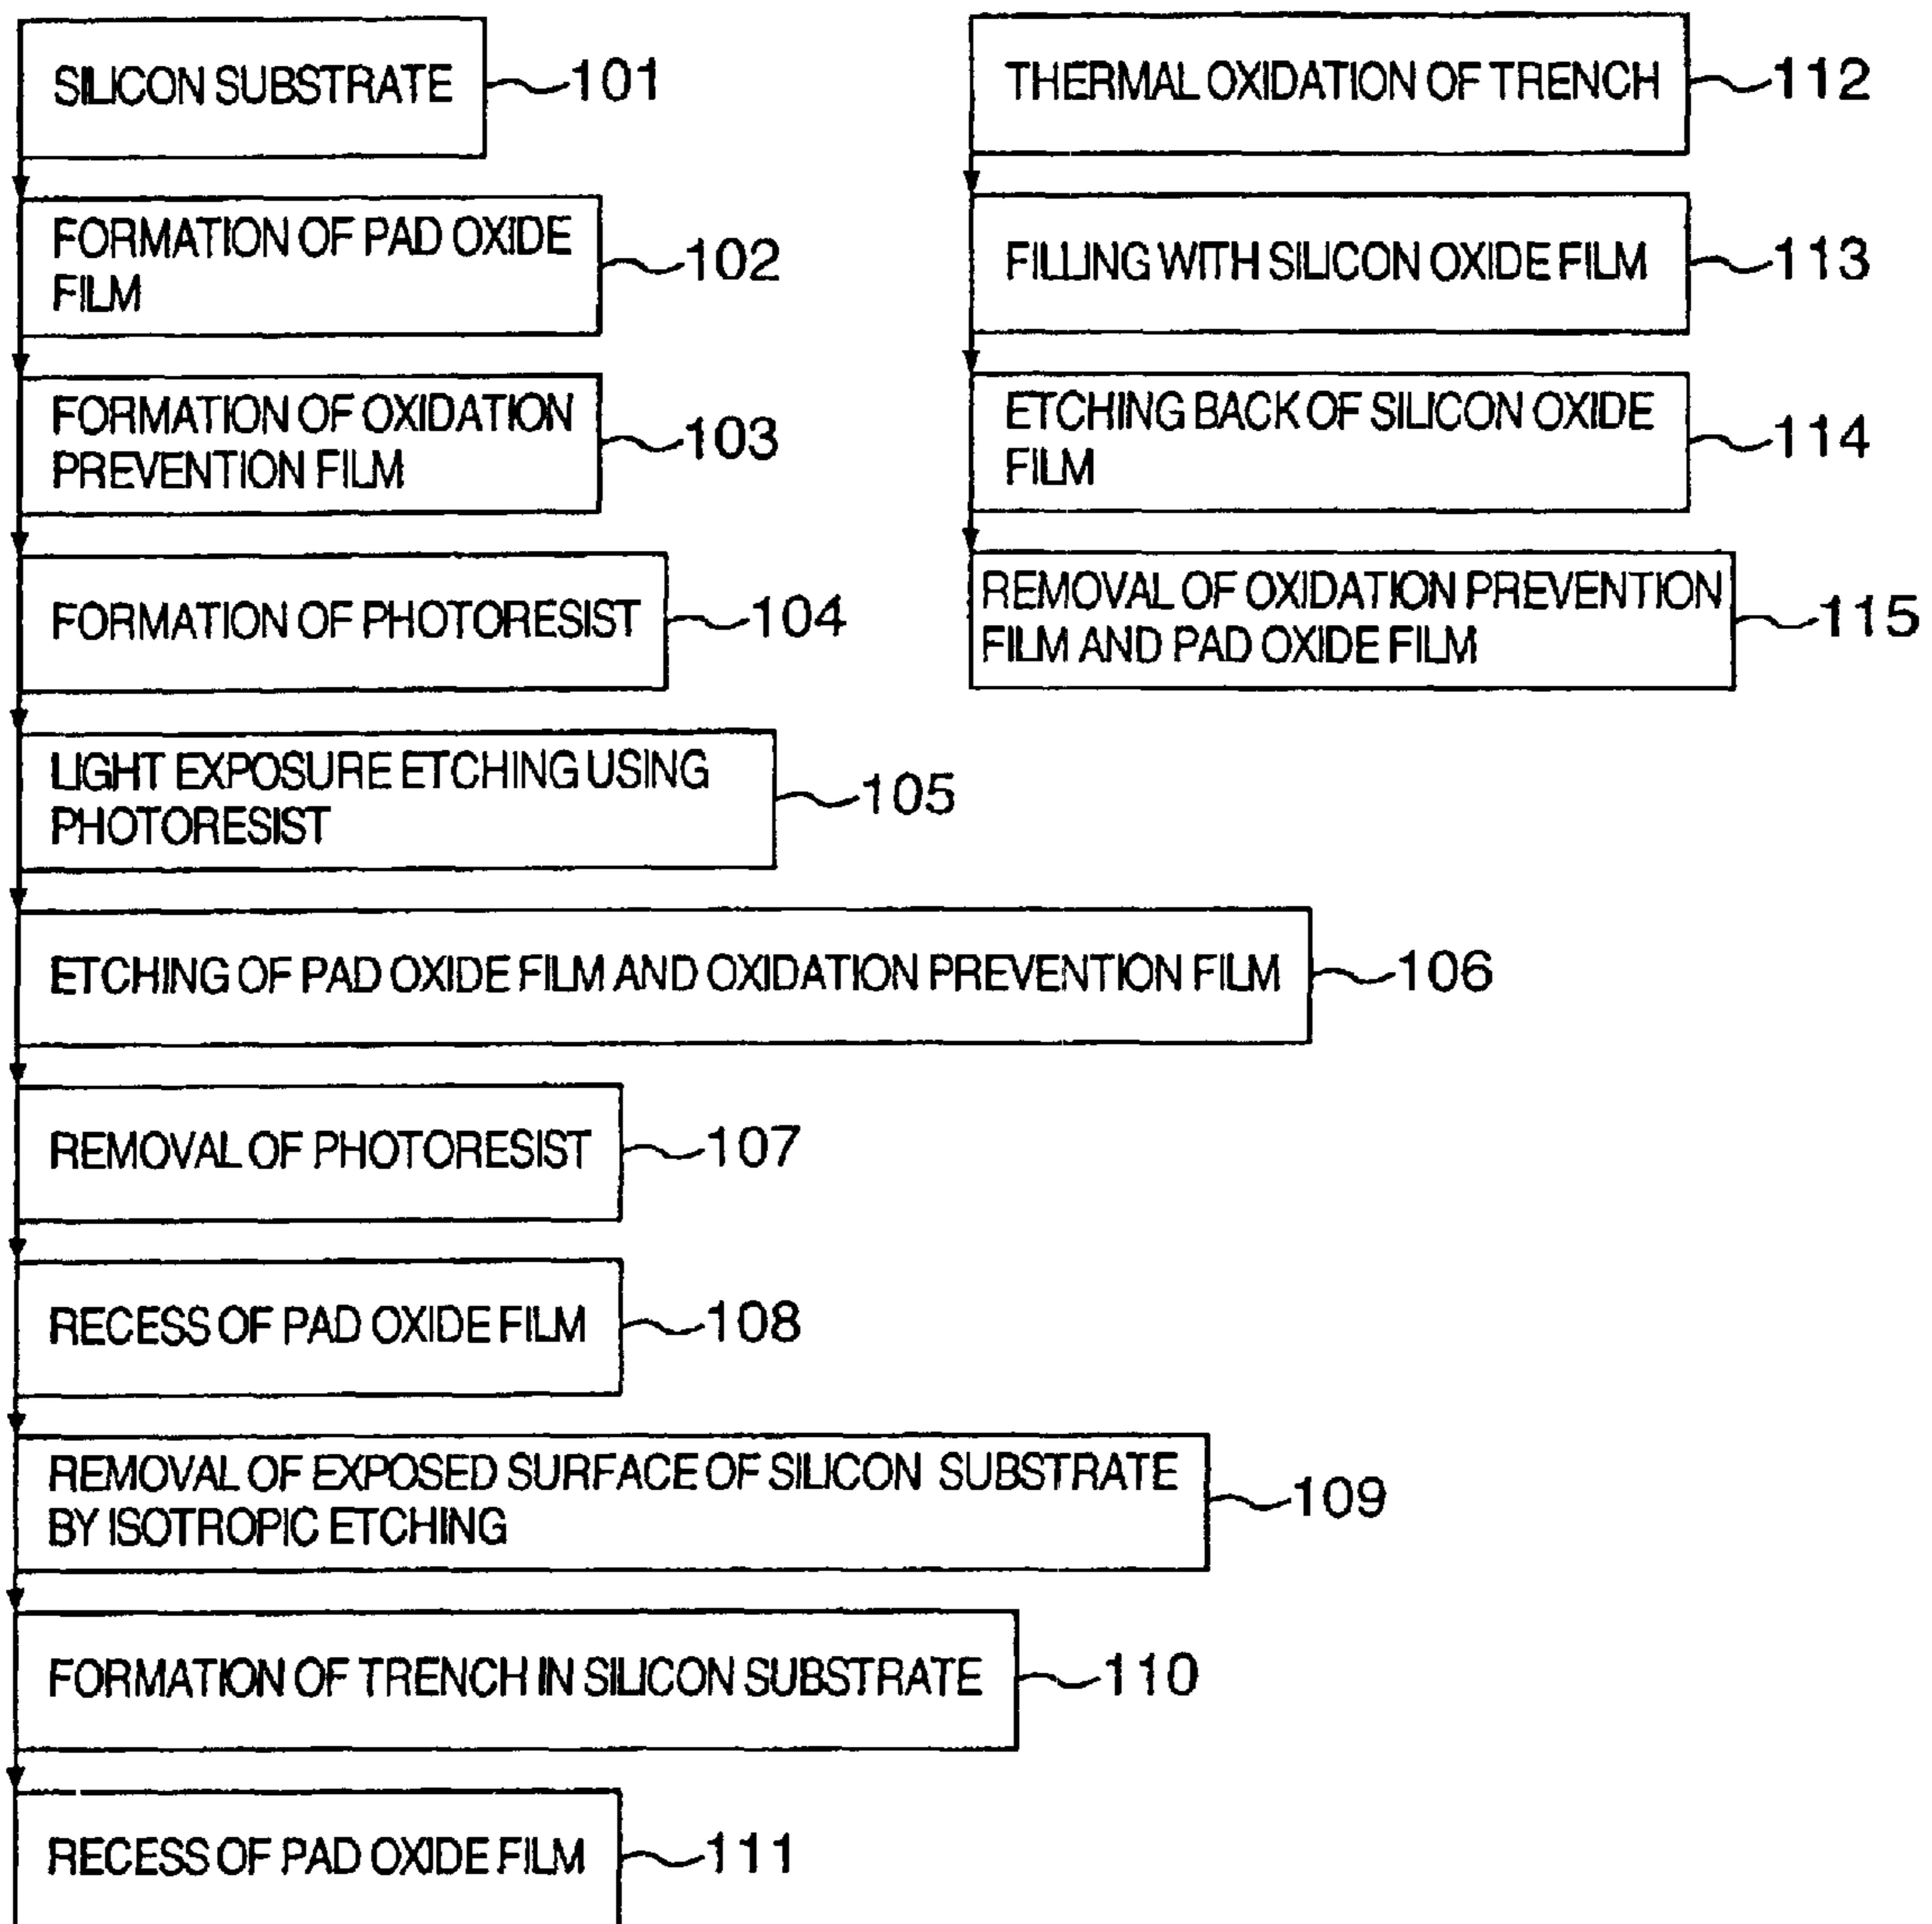 SILICON SUBSTRATE
101
FORMATION OF PAD OXIDE
FILM
102
FORMATION OF OXIDATION
PREVENTION FILM
103
FORMATION OF PHOTORESIST
104
LIGHT EXPOSURE ETCHING USING
PHOTORESIST
105
ETCHING OF PAD OXIDE FILM AND OXIDATION PREVENTION FILM
106
REMOVAL OF PHOTORESIST
107
RECESS OF PAD OXIDE FILM
108
REMOVAL OF EXPOSED SURFACE OF SILICON SUBSTRATE
BY ISOTROPIC ETCHING
109
FORMATION OF TRENCH IN SILICON SUBSTRATE
110
RECESS OF PAD OXIDE FILM
111
THERMAL OXIDATION OF TRENCH
112
FILLING WITH SILICON OXIDE FILM
113
ETCHING BACK OF SILICON OXIDE
FILM
114
REMOVAL OF OXIDATION PREVENTION
FILM AND PAD OXIDE FILM
115